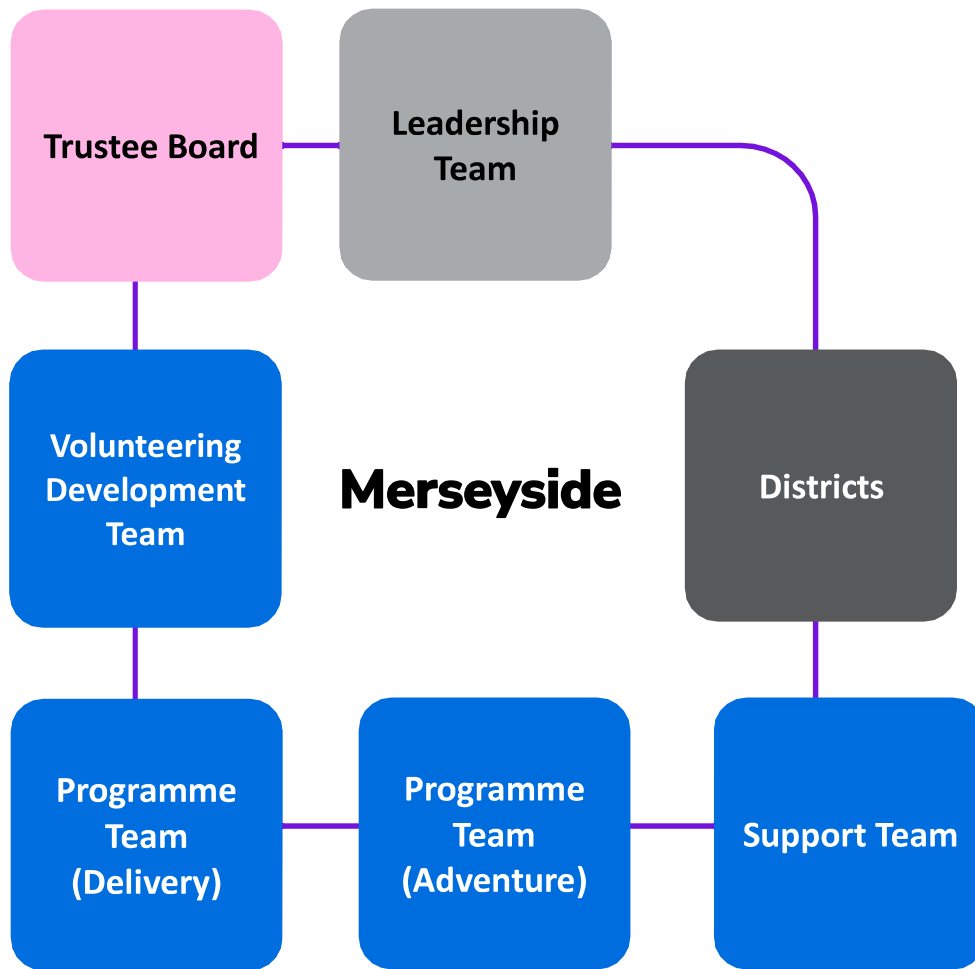 Trustee Board
Leadership
Team
Volunteering
Development
Team
Merseyside
Districts
Programme
Team
(Delivery)
Programme
Team
(Adventure)
Support Team